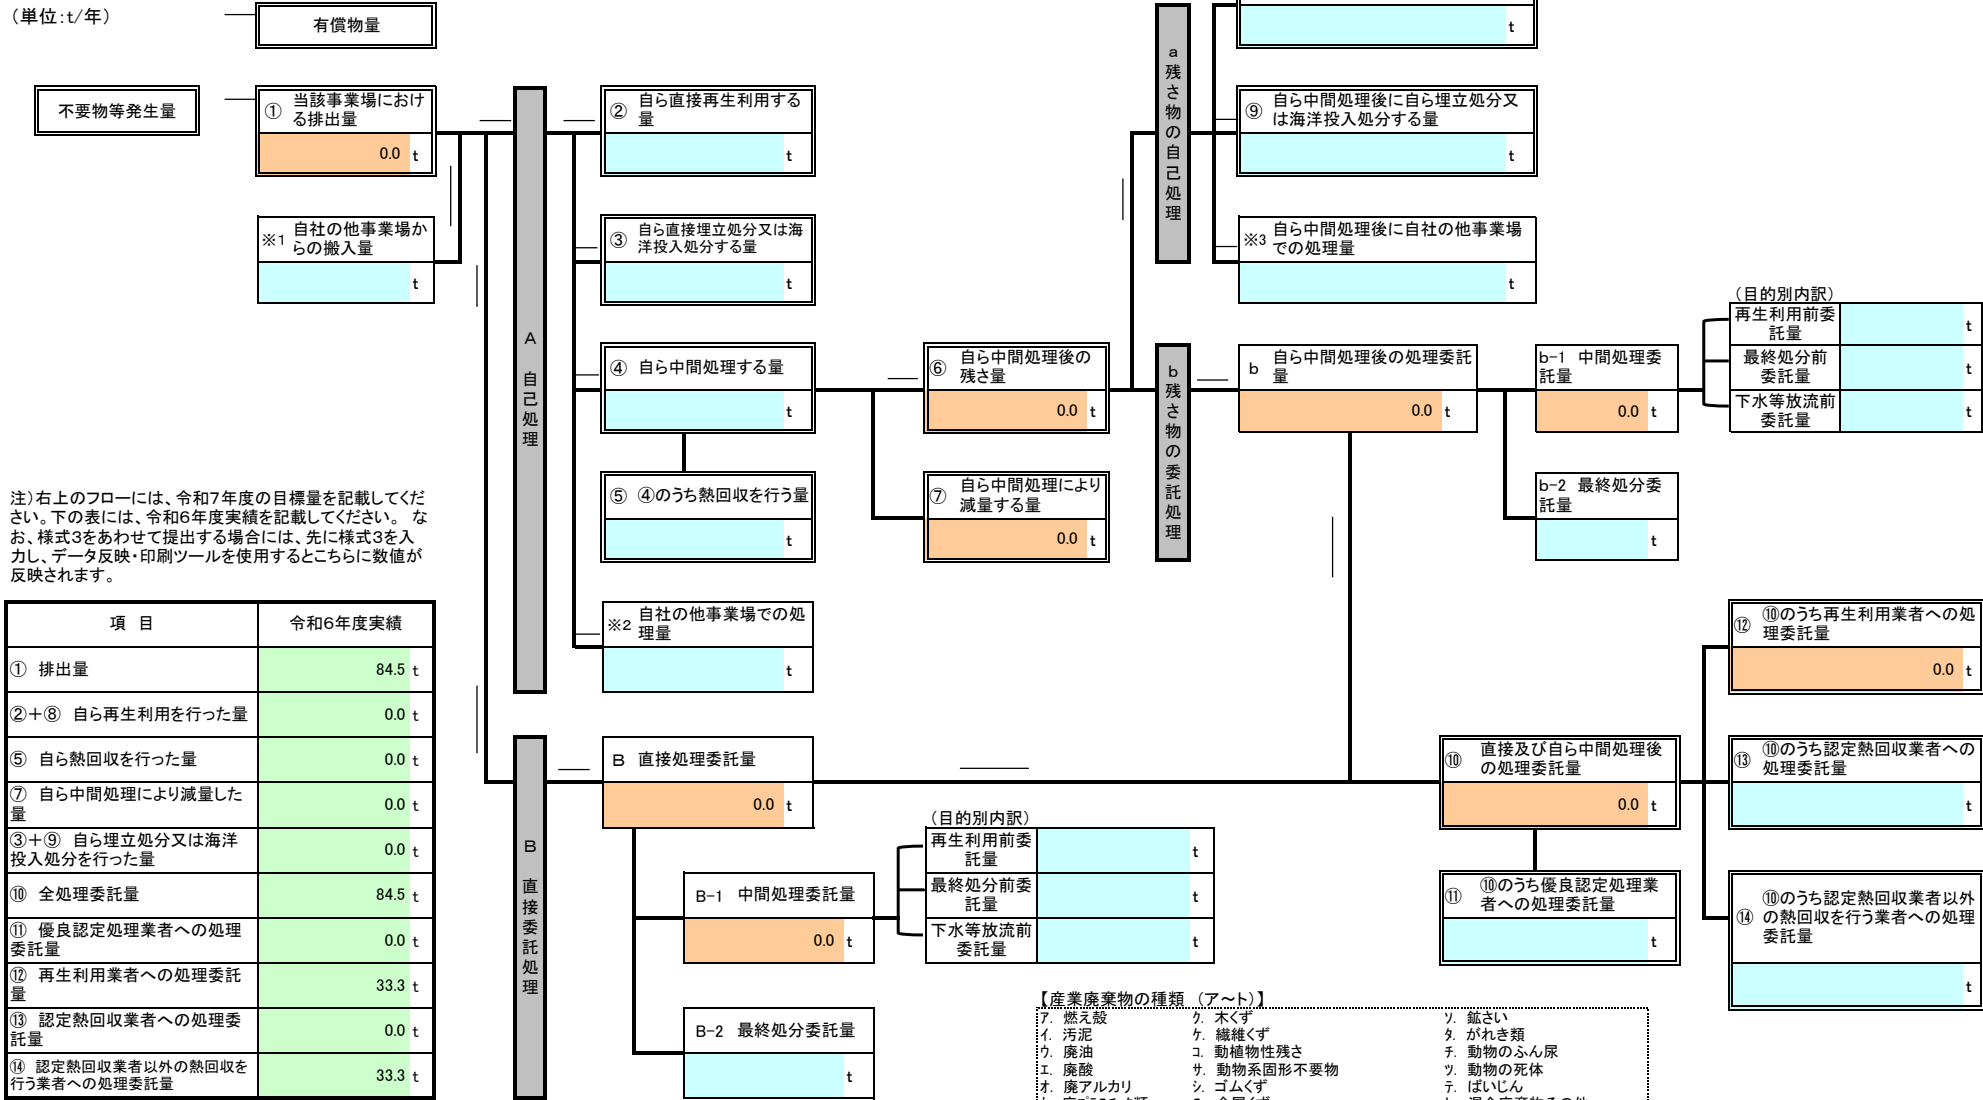 （単位:t/年）
有償物量
t
不要物等発生量
① 当該事業場におけ
る排出量
0.0 t
※1 自社の他事業場か
らの搬入量
t
A 自己処理
② 自ら直接再生利用する
量
t
③ 自ら直接埋立処分又は海
洋投入処分する量
t
④ 自ら中間処理する量
t
⑤ ④のうち熱回収を行う量
t
※2 自社の他事業場での処
理量
t
⑥ 自ら中間処理後の
残さ量
0.0 t
⑦ 自ら中間処理により
減量する量
0.0 t
a 残さ物の自己処理
⑨ 自ら中間処理後に自ら埋立処分又
は海洋投入処分する量
t
※3 自ら中間処理後に自社の他事業場
での処理量
t
b 残さ物の委託処理
b 自ら中間処理後の処理委託
量
0.0 t
b-1 中間処理委
託量
0.0 t
b-2 最終処分委
託量
t
（目的別内訳）
再生利用前委
託量
t
最終処分前
委託量
t
下水等放流前
委託量
t
注）右上のフローには、令和7年度の目標量を記載してくだ
さい。下の表には、令和6年度実績を記載してください。 な
お、様式3をあわせて提出する場合には、先に様式3を入
力し、データ反映・印刷ツールを使用するとこちらに数値が
反映されます。
項 目 令和6年度実績
① 排出量 84.5 t
②＋⑧ 自ら再生利用を行った量 0.0 t
⑤ 自ら熱回収を行った量 0.0 t
⑦ 自ら中間処理により減量した
量 0.0 t
③＋⑨ 自ら埋立処分又は海洋
投入処分を行った量 0.0 t
⑩ 全処理委託量 84.5 t
⑪ 優良認定処理業者への処理
委託量 0.0 t
⑫ 再生利用業者への処理委託
量 33.3 t
⑬ 認定熱回収業者への処理委
託量 0.0 t
⑭ 認定熱回収業者以外の熱回収を
行う業者への処理委託量 33.3 t
B 直接委託処理
B 直接処理委託量
0.0 t
B-1 中間処理委託量
0.0 t
B-2 最終処分委託量
t
（目的別内訳）
再生利用前委
託量
t
最終処分前委
託量
t
下水等放流前
委託量
t
⑩ 直接及び自ら中間処理後
の処理委託量
0.0 t
⑪ ⑩のうち優良認定処理業
者への処理委託量
t
⑫ ⑩のうち再生利用業者への処
理委託量
0.0 t
⑬ ⑩のうち認定熱回収業者への
処理委託量
t
⑭ ⑩のうち認定熱回収業者以外
の熱回収を行う業者への処理
委託量
t
【産業廃棄物の種類 （ア～ト）】
ア. 燃え殻 ク. 木くず ソ. 鉱さい
イ. 汚泥 ケ. 繊維くず タ. がれき類
ウ. 廃油 コ. 動植物性残さ チ. 動物のふん尿
エ. 廃酸 サ. 動物系固形不要物 ツ. 動物の死体
オ. 廃アルカリ シ. ゴムくず テ. ばいじん